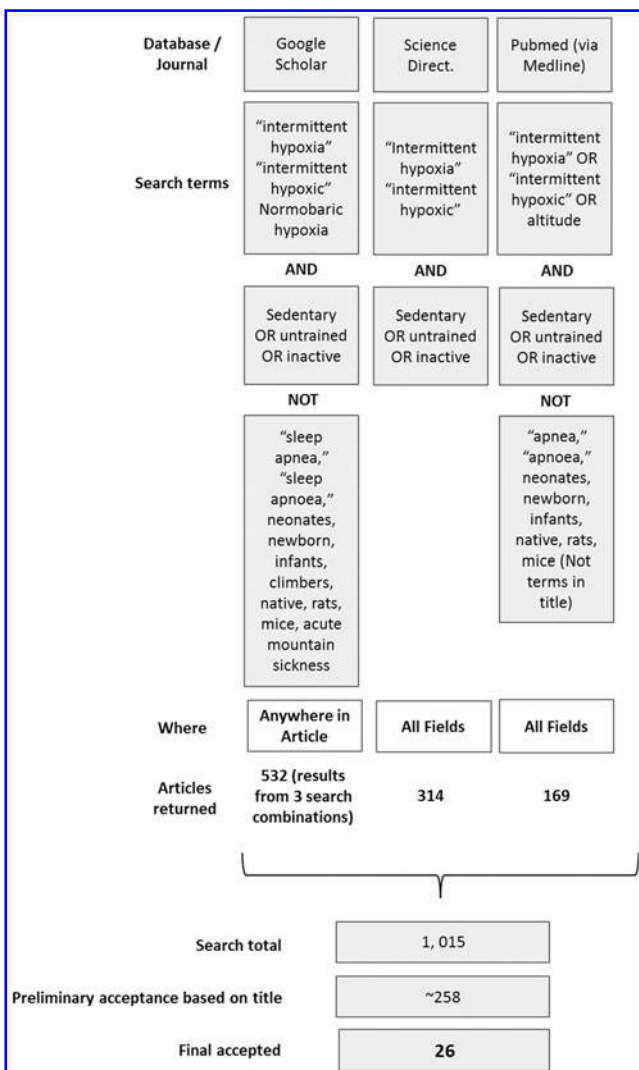 Database /
Journal
Google
Scholar
Science
Direct.
Pubmed (via
Medline)
Search terms
“intermittent
hypoxia”
“intermittent
hypoxic”
Normobaric
hypoxia
“Intermittent
hypoxia”
“intermittent
hypoxic”
“intermittent
hypoxia” OR
“intermittent
hypoxic” OR
altitude
AND
AND
AND
Sedentary
OR untrained
OR inactive
Sedentary
OR untrained
OR inactive
Sedentary
OR untrained
OR inactive
NOT
NOT
“sleep
apnea,”
“sleep
apnoea,”
neonates,
newborn,
infants,
climbers,
native, rats,
mice, acute
mountain
sickness
“apnea,”
“apnoea,”
neonates,
newborn,
infants,
native, rats,
mice (Not
terms in
title)
Where
Anywhere in
Article
All Fields
All Fields
Articles
returned
532 (results
from 3 search
combinations)
314
169
Search total
1, 015
Preliminary acceptance based on title
~258
Final accepted
26